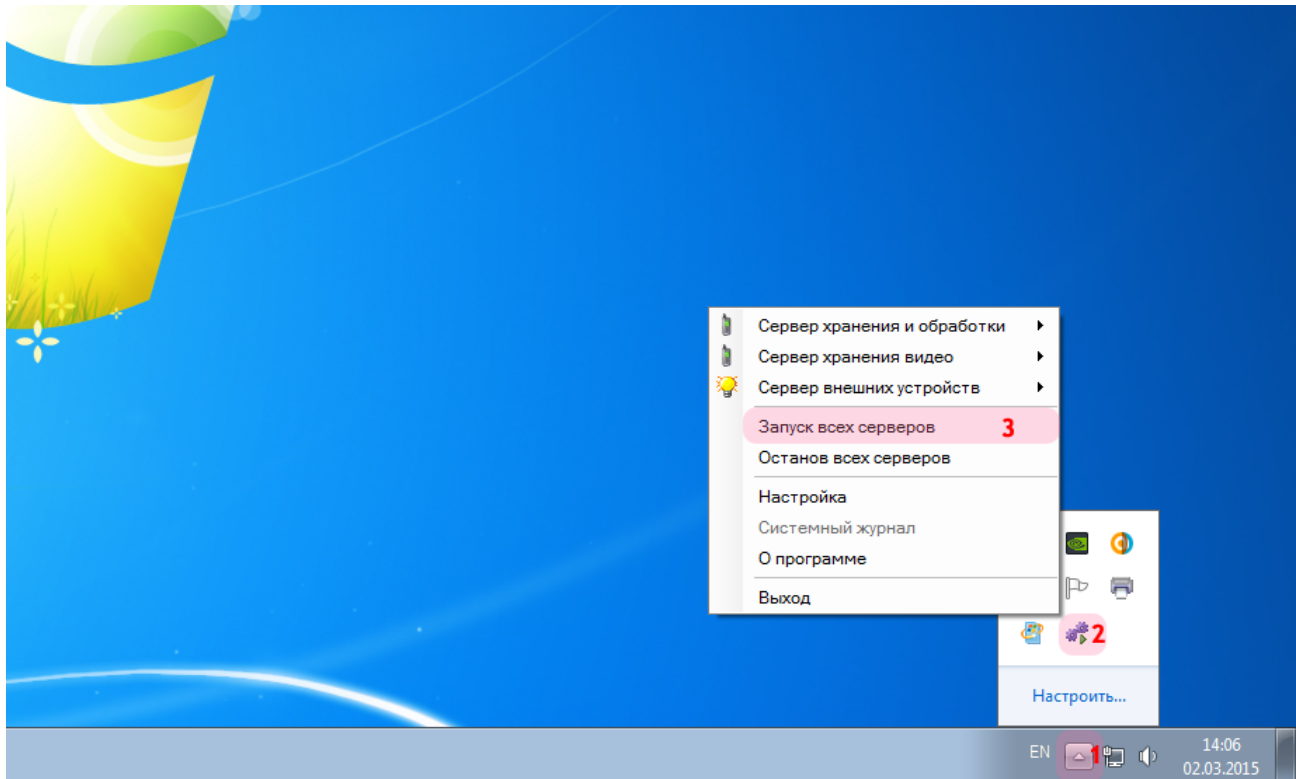 Сервер хранения и обработки
Сервер хранения видео
Сервер внешних устройств
Запуск всех серверов 3
Останов всех серверов
Настройка
Системный журнал
О программе
Выход
2
Настроить...
EN 1 14:06
02.03.2015